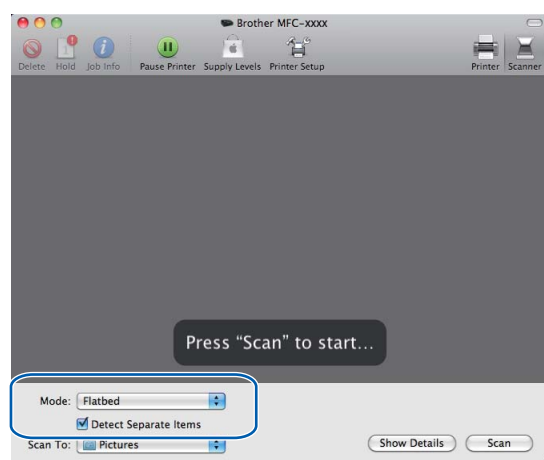 Brother MFC-XXXX
Delete Hold Job Info Pause Printer Supply Levels Printer Setup Printer Scanner
Press “Scan” to start...
Mode: Flatbed
Detect Separate Items
Scan To: Pictures Show Details Scan